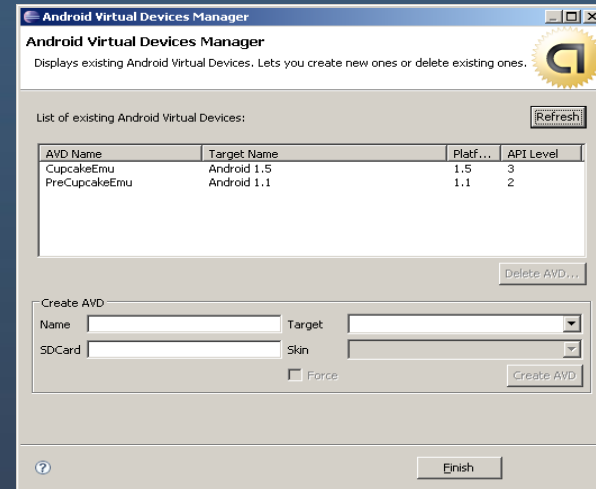 Android Virtual Devices Manager
Android Virtual Devices Manager
Displays existing Android Virtual Devices. Lets you create new ones or delete existing ones.
List of existing Android Virtual Devices:
Refresh
AVD Name Target Name Platf... API Level
CupcakeEmu Android 1.5 1.5 3
PreCupcakeEmu Android 1.1 1.1 2
Delete AVD...
Create AVD
Name Target
SDCard Skin
Force Create AVD
? Finish